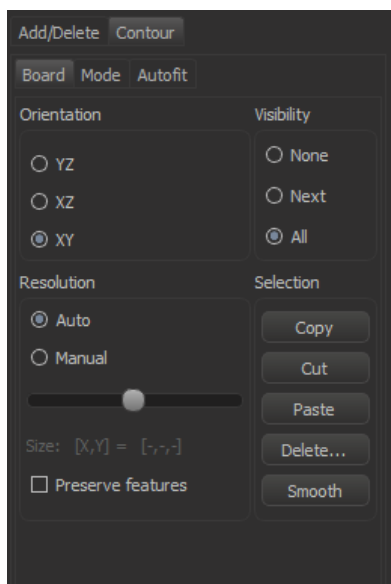 Add/Delete Contour
Board Mode Autofit
Orientation
YZ
XZ
XY
Visibility
None
Next
All
Resolution
Auto
Manual
Size: [X,Y] = [-,-,-]
Preserve features
Selection
Copy
Cut
Paste
Delete...
Smooth